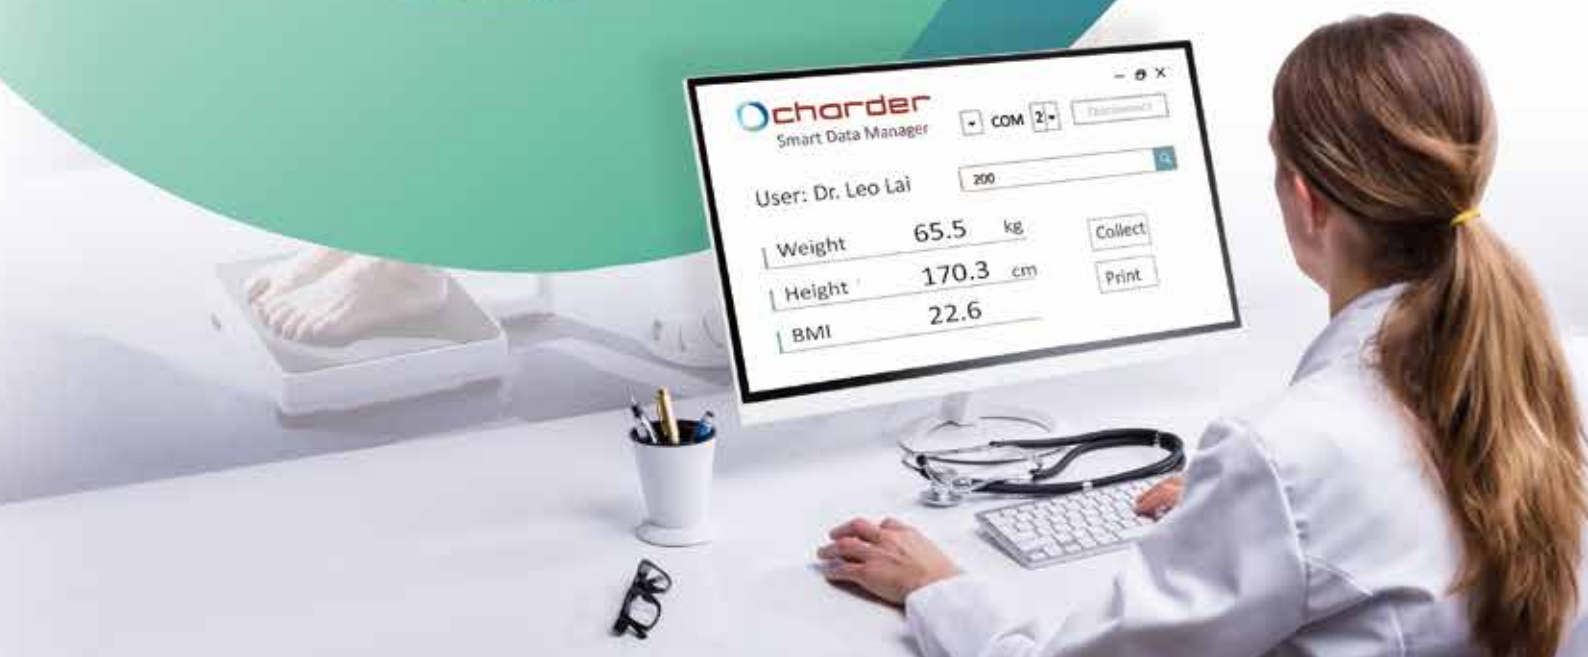 charder
Smart Data Manager
COM 2
Disconnect
User: Dr. Leo Lai
200
Weight 65.5 kg
Collect
Height 170.3 cm
Print
BMI 22.6